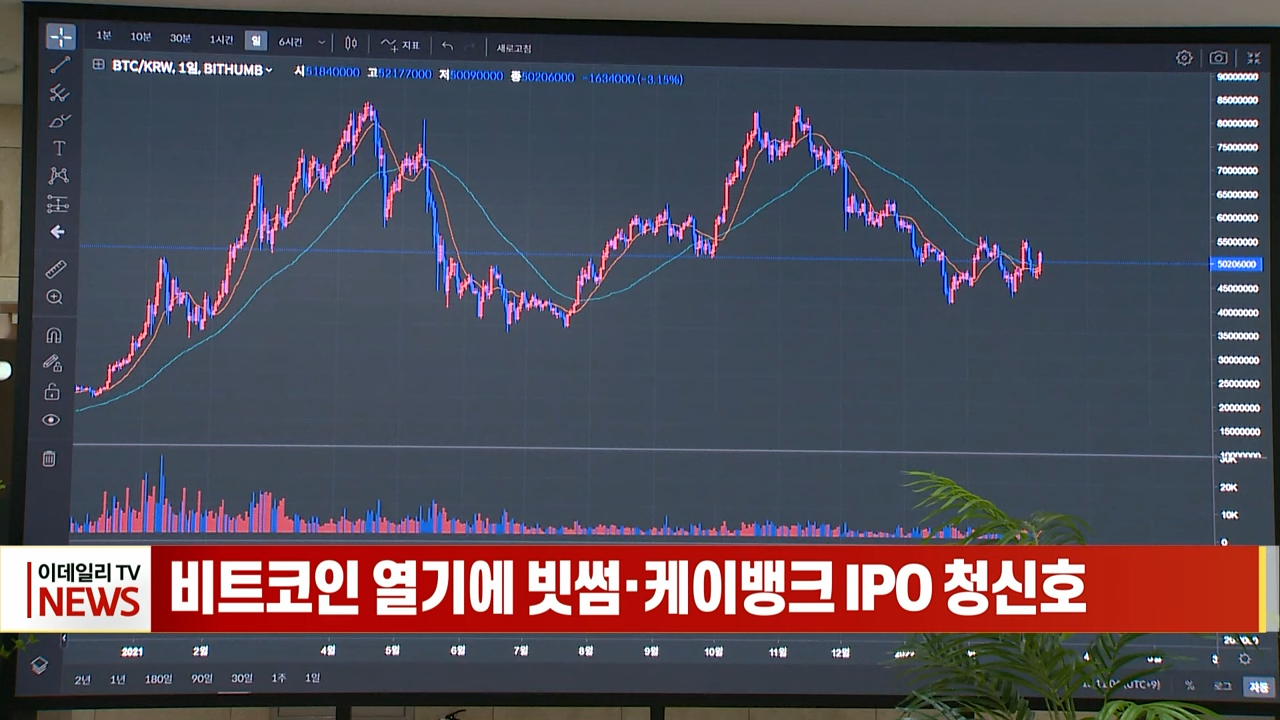 1분 10분 30분 1시간 일 6시간 지표 새로고침
BTC/KRW, 1일, BITHUMB 시51840000 고52177000 저50090000 종50206000 -1634000 (-3.15%)
90000000
85000000
80000000
75000000
70000000
65000000
60000000
55000000
50206000
45000000
40000000
35000000
30000000
25000000
20000000
15000000
10000000
30K
20K
10K
0
이데일리 TV
NEWS
비트코인 열기에 빗썸·케이뱅크 IPO 청신호
2021 2월 4월 5월 6월 7월 8월 9월 10월 11월 12월
2년 1년 180일 90일 30일 1주 1일
(UTC+9) % 로그 자동